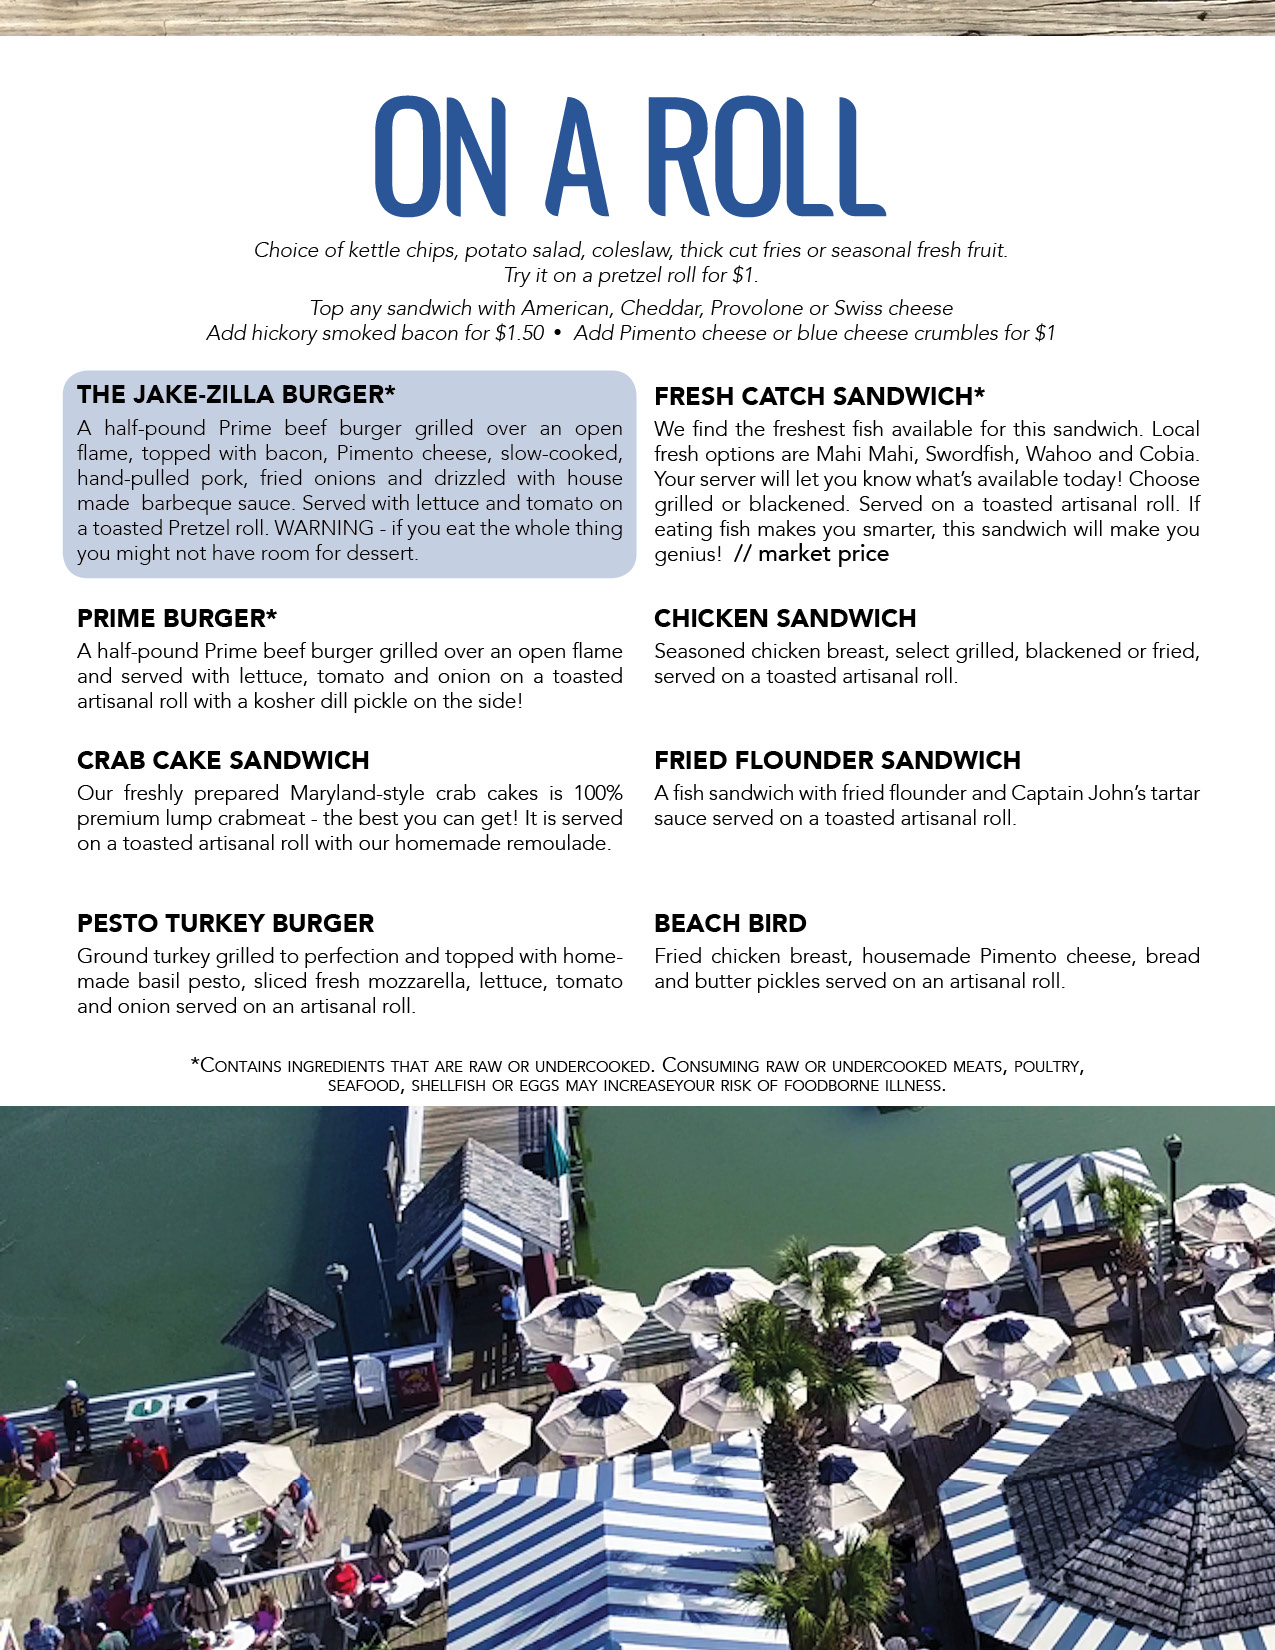 ON A ROLL
Choice of kettle chips, potato salad, coleslaw, thick cut fries or seasonal fresh fruit.
Try it on a pretzel roll for $1.
Top any sandwich with American, Cheddar, Provolone or Swiss cheese
Add hickory smoked bacon for $1.50 • Add Pimento cheese or blue cheese crumbles for $1
THE JAKE-ZILLA BURGER*
A half-pound Prime beef burger grilled over an open
flame, topped with bacon, Pimento cheese, slow-cooked,
hand-pulled pork, fried onions and drizzled with house
made barbeque sauce. Served with lettuce and tomato on
a toasted Pretzel roll. WARNING - if you eat the whole thing
you might not have room for dessert.
FRESH CATCH SANDWICH*
We find the freshest fish available for this sandwich. Local
fresh options are Mahi Mahi, Swordfish, Wahoo and Cobia.
Your server will let you know what's available today! Choose
grilled or blackened. Served on a toasted artisanal roll. If
eating fish makes you smarter, this sandwich will make you
genius! // market price
PRIME BURGER*
A half-pound Prime beef burger grilled over an open flame
and served with lettuce, tomato and onion on a toasted
artisanal roll with a kosher dill pickle on the side!
CHICKEN SANDWICH
Seasoned chicken breast, select grilled, blackened or fried,
served on a toasted artisanal roll.
CRAB CAKE SANDWICH
Our freshly prepared Maryland-style crab cakes is 100%
premium lump crabmeat - the best you can get! It is served
on a toasted artisanal roll with our homemade remoulade.
FRIED FLOUNDER SANDWICH
A fish sandwich with fried flounder and Captain John's tartar
sauce served on a toasted artisanal roll.
PESTO TURKEY BURGER
Ground turkey grilled to perfection and topped with home-
made basil pesto, sliced fresh mozzarella, lettuce, tomato
and onion served on an artisanal roll.
BEACH BIRD
Fried chicken breast, housemade Pimento cheese, bread
and butter pickles served on an artisanal roll.
*CONTAINS INGREDIENTS THAT ARE RAW OR UNDERCOOKED. CONSUMING RAW OR UNDERCOOKED MEATS, POULTRY,
SEAFOOD, SHELLFISH OR EGGS MAY INCREASEYOUR RISK OF FOODBORNE ILLNESS.